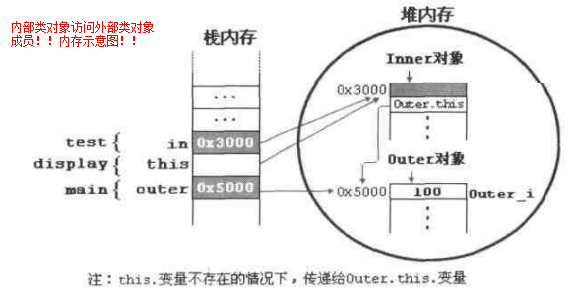 内部类对象访问外部类对象
成员！！内存示意图！！
栈内存
堆内存
Inner对象
0x3000
Outer.this
...
...
test { in 0x3000
display { this
main { outer 0x5000
Outer对象
0x5000 100 Outer_i
注：this.变量不存在的情况下，传递给Outer.this.变量